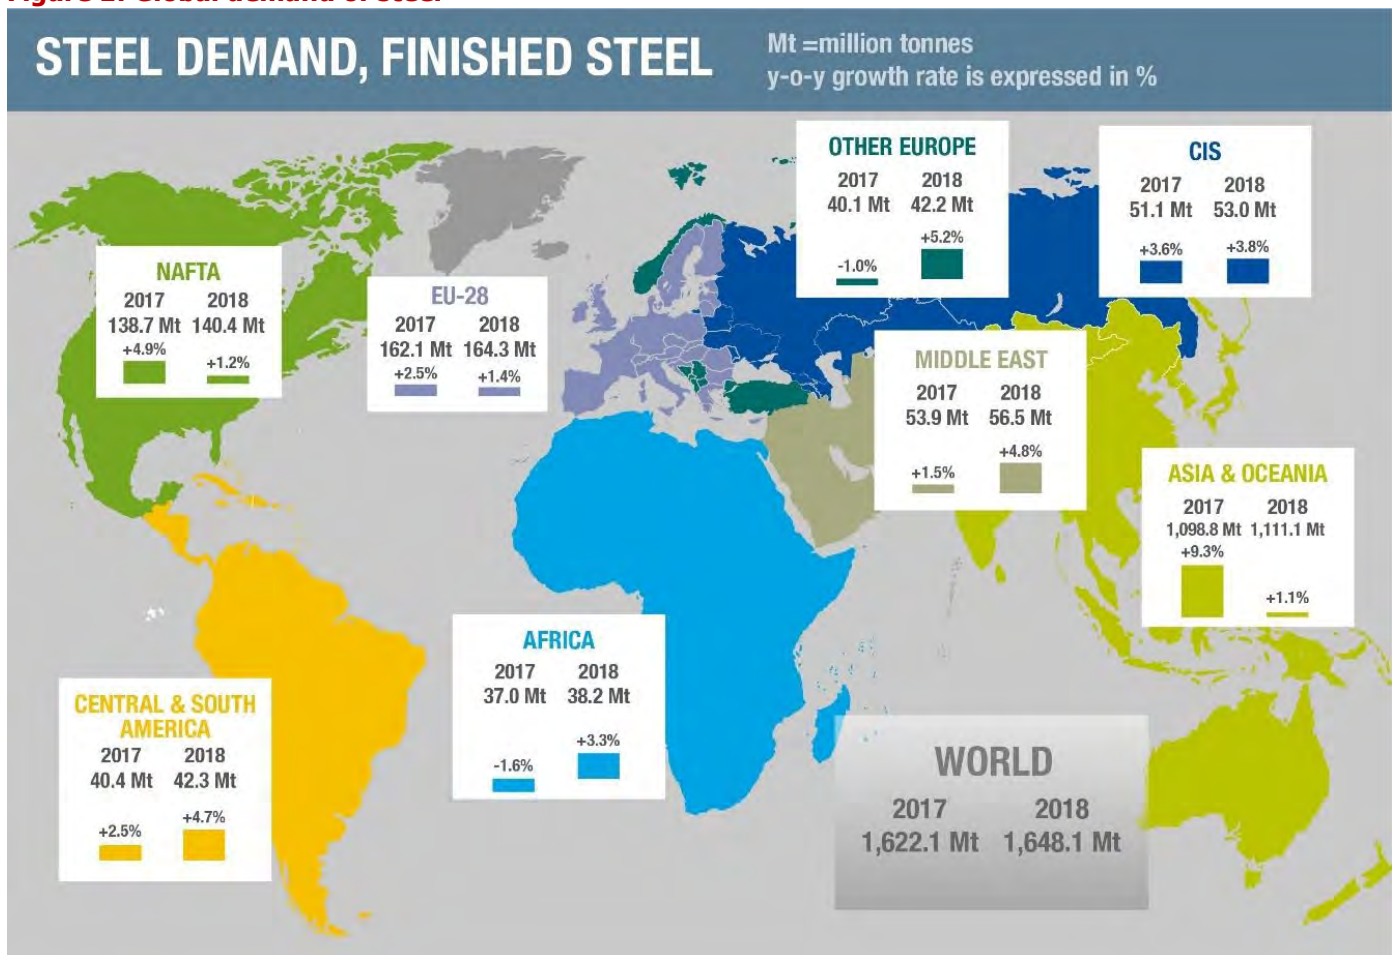 Figure 2: Global demand of steel
STEEL DEMAND, FINISHED STEEL
Mt =million tonnes
y-o-y growth rate is expressed in %
OTHER EUROPE
2017 2018
40.1 Mt 42.2 Mt
-1.0% +5.2%
CIS
2017 2018
51.1 Mt 53.0 Mt
+3.6% +3.8%
NAFTA
2017 2018
138.7 Mt 140.4 Mt
+4.9% +1.2%
EU-28
2017 2018
162.1 Mt 164.3 Mt
+2.5% +1.4%
MIDDLE EAST
2017 2018
53.9 Mt 56.5 Mt
+1.5% +4.8%
ASIA & OCEANIA
2017 2018
1,098.8 Mt 1,111.1 Mt
+9.3% +1.1%
AFRICA
2017 2018
37.0 Mt 38.2 Mt
-1.6% +3.3%
CENTRAL & SOUTH
AMERICA
2017 2018
40.4 Mt 42.3 Mt
+2.5% +4.7%
WORLD
2017 2018
1,622.1 Mt 1,648.1 Mt